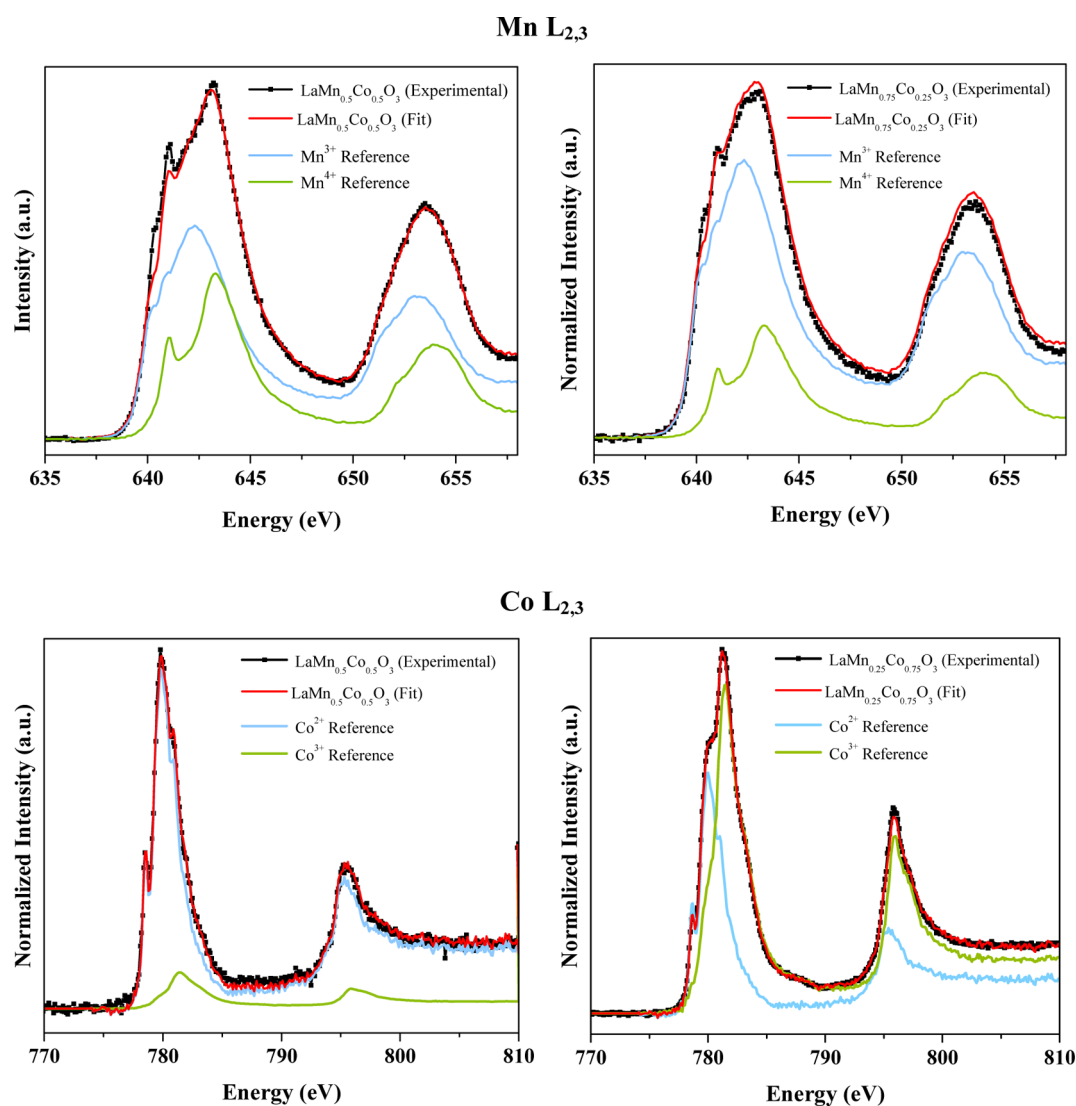 Mn L₂,₃
Intensity (a.u.)
LaMn₀.₅Co₀.₅O₃ (Experimental)
LaMn₀.₅Co₀.₅O₃ (Fit)
Mn³⁺ Reference
Mn⁴⁺ Reference
635 640 645 650 655
Energy (eV)
Normalized Intensity (a.u.)
LaMn₀.₇₅Co₀.₂₅O₃ (Experimental)
LaMn₀.₇₅Co₀.₂₅O₃ (Fit)
Mn³⁺ Reference
Mn⁴⁺ Reference
635 640 645 650 655
Energy (eV)
Co L₂,₃
Normalized Intensity (a.u.)
LaMn₀.₅Co₀.₅O₃ (Experimental)
LaMn₀.₅Co₀.₅O₃ (Fit)
Co²⁺ Reference
Co³⁺ Reference
770 780 790 800 810
Energy (eV)
Normalized Intensity (a.u.)
LaMn₀.₂₅Co₀.₇₅O₃ (Experimental)
LaMn₀.₂₅Co₀.₇₅O₃ (Fit)
Co²⁺ Reference
Co³⁺ Reference
770 780 790 800 810
Energy (eV)